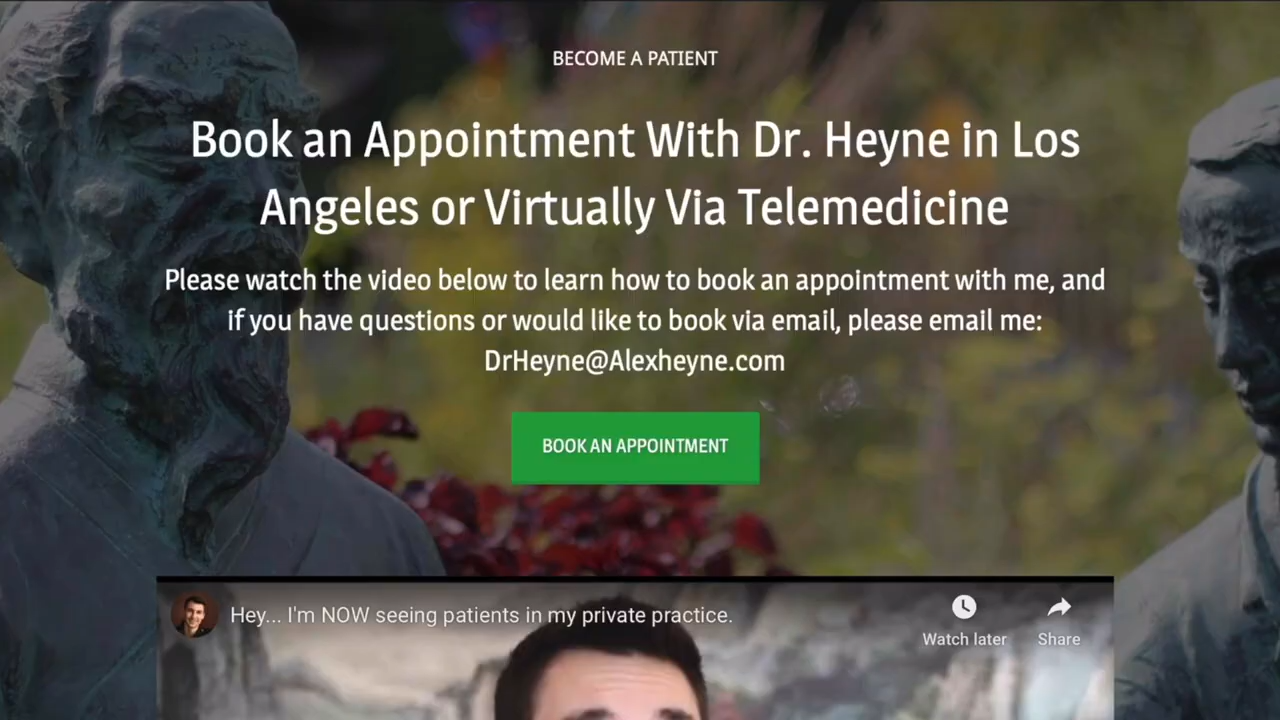 BECOME A PATIENT
Book an Appointment With Dr. Heyne in Los
Angeles or Virtually Via Telemedicine
Please watch the video below to learn how to book an appointment with me, and
if you have questions or would like to book via email, please email me:
DrHeyne@Alexheyne.com
BOOK AN APPOINTMENT
Hey... I'm NOW seeing patients in my private practice.
Watch later
Share